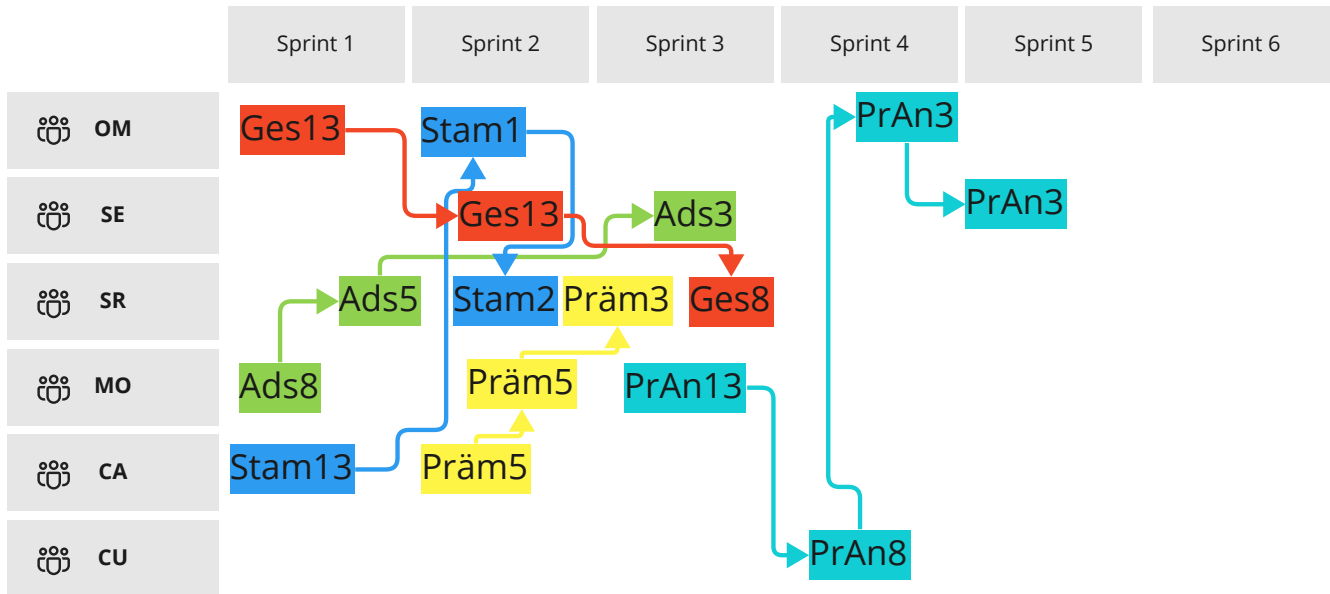 Sprint 1 Sprint 2 Sprint 3 Sprint 4 Sprint 5 Sprint 6
OM Ges13 Stam1 PrAn3
SE Ges13 Ads3 PrAn3
SR Ads5 Stam2 Präm3 Ges8
MO Ads8 Präm5 PrAn13
CA Stam13 Präm5
CU PrAn8